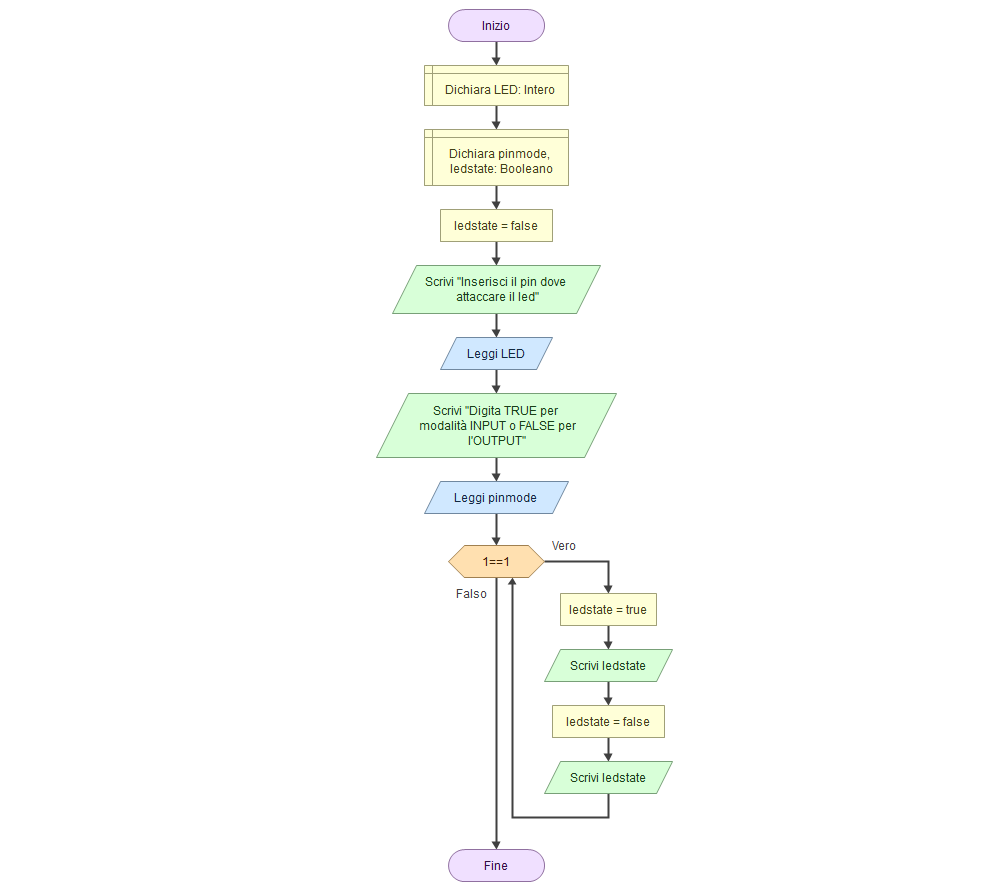 Inizio
Dichiara LED: Intero
Dichiara pinmode,
ledstate: Booleano
ledstate = false
Scrivi "Inserisci il pin dove
attaccare il led"
Leggi LED
Scrivi "Digita TRUE per
modalità INPUT o FALSE per
l'OUTPUT"
Leggi pinmode
1==1
Vero
Falso
ledstate = true
Scrivi ledstate
ledstate = false
Scrivi ledstate
Fine